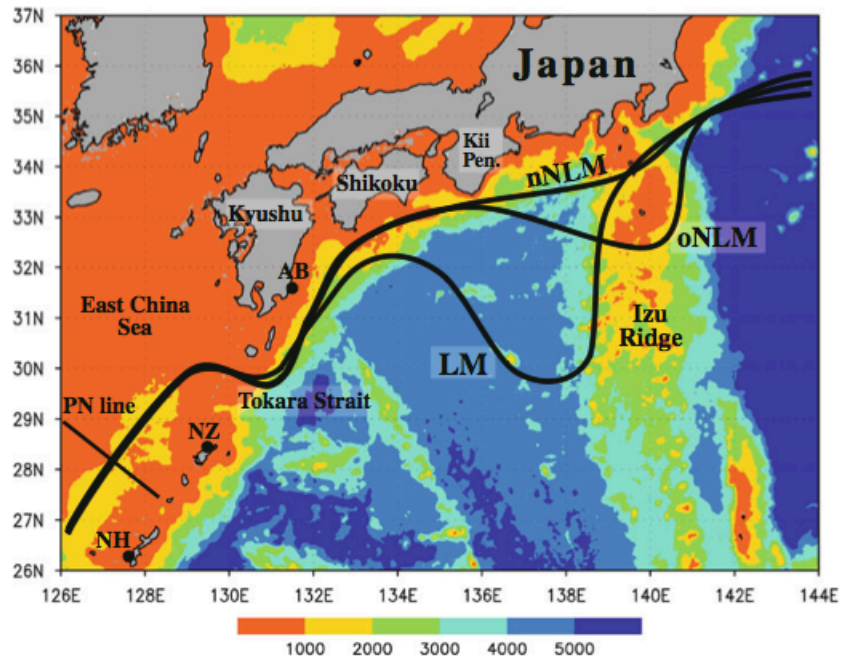 37N
36N
35N
34N
33N
32N
31N
30N
29N
28N
27N
26N
Japan
Kii
Pen.
nNLM
Shikoku
Kyushu
oNLM
AB
East China
Sea
Izu
Ridge
LM
Tokara Strait
PN line
NZ
NH
126E
128E
130E
132E
134E
136E
138E
140E
142E
144E
1000
2000
3000
4000
5000